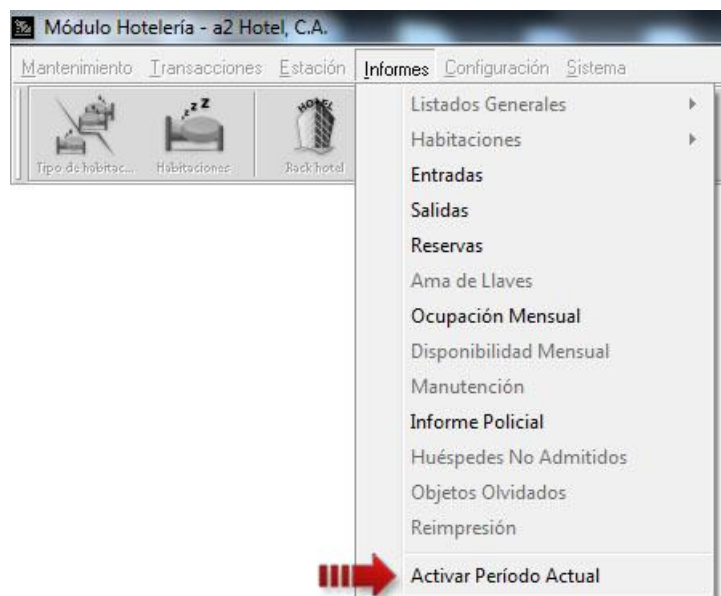 Módulo Hotelería - a2 Hotel, C.A.
Mantenimiento Transacciones Estación Informes Configuración Sistema
Tipo de habitac... Habitaciones Rack hotel
HOTEL
Listados Generales
Habitaciones
Entradas
Salidas
Reservas
Ama de Llaves
Ocupación Mensual
Disponibilidad Mensual
Manutención
Informe Policial
Huéspedes No Admitidos
Objetos Olvidados
Reimpresión
Activar Período Actual